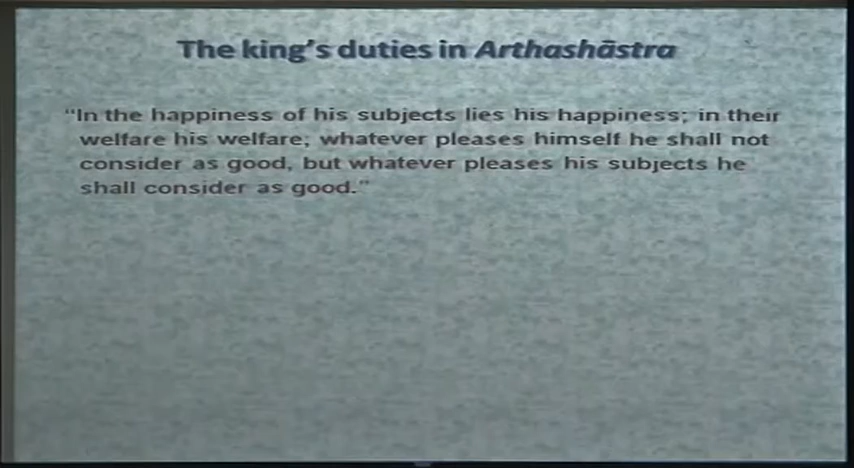 The king's duties in Arthashāstra
"In the happiness of his subjects lies his happiness; in their
welfare his welfare; whatever pleases himself he shall not
consider as good, but whatever pleases his subjects he
shall consider as good."